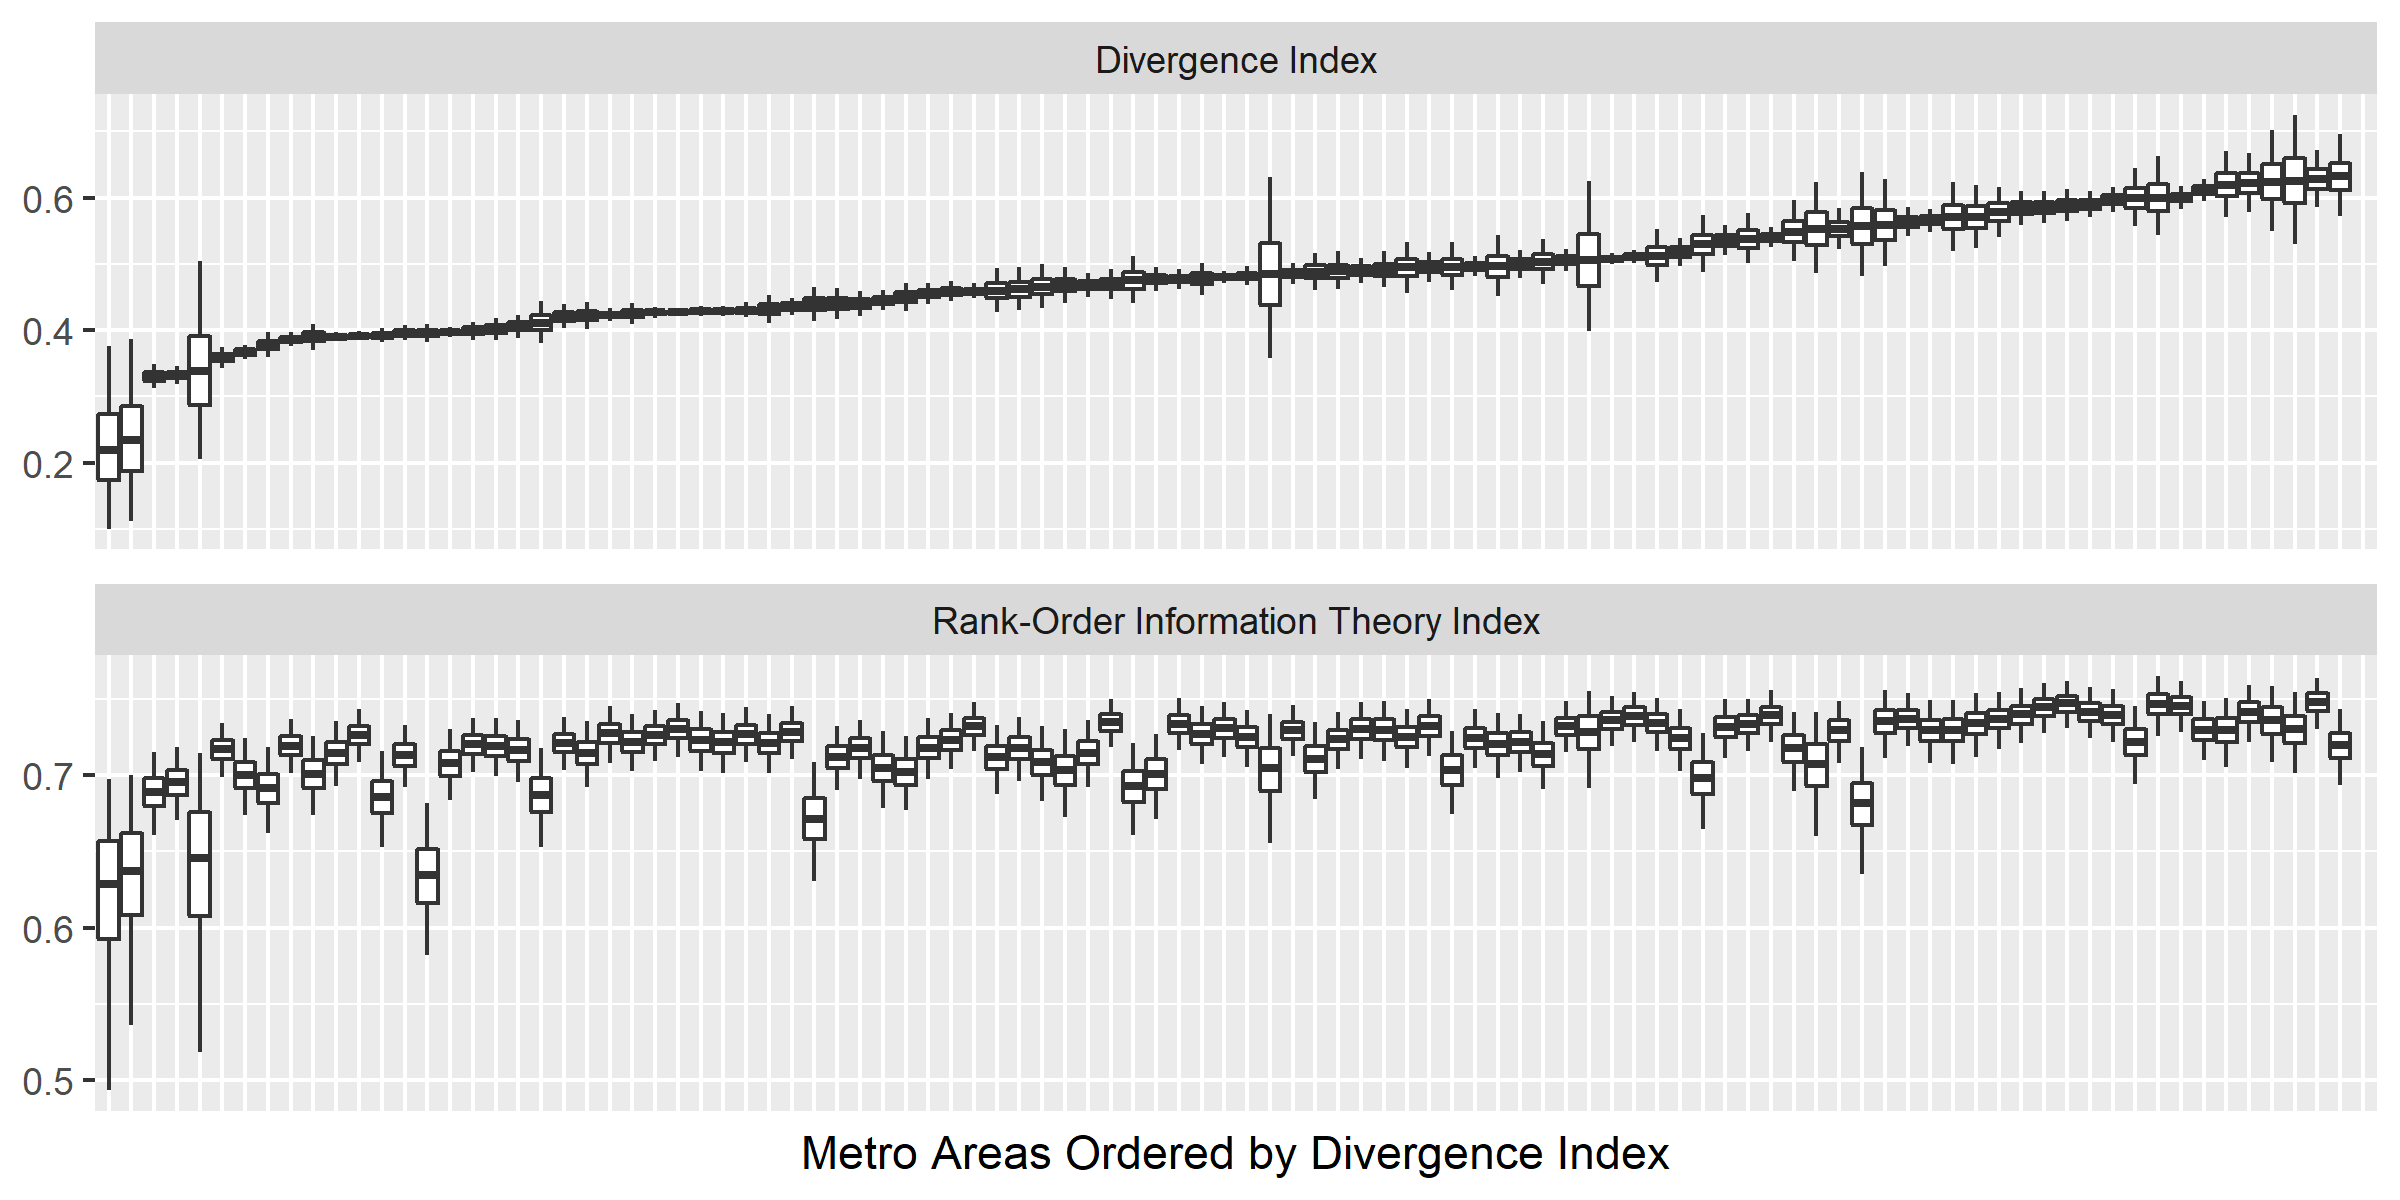 Divergence Index
0.6
0.4
0.2
Rank-Order Information Theory Index
0.7
0.6
0.5
Metro Areas Ordered by Divergence Index